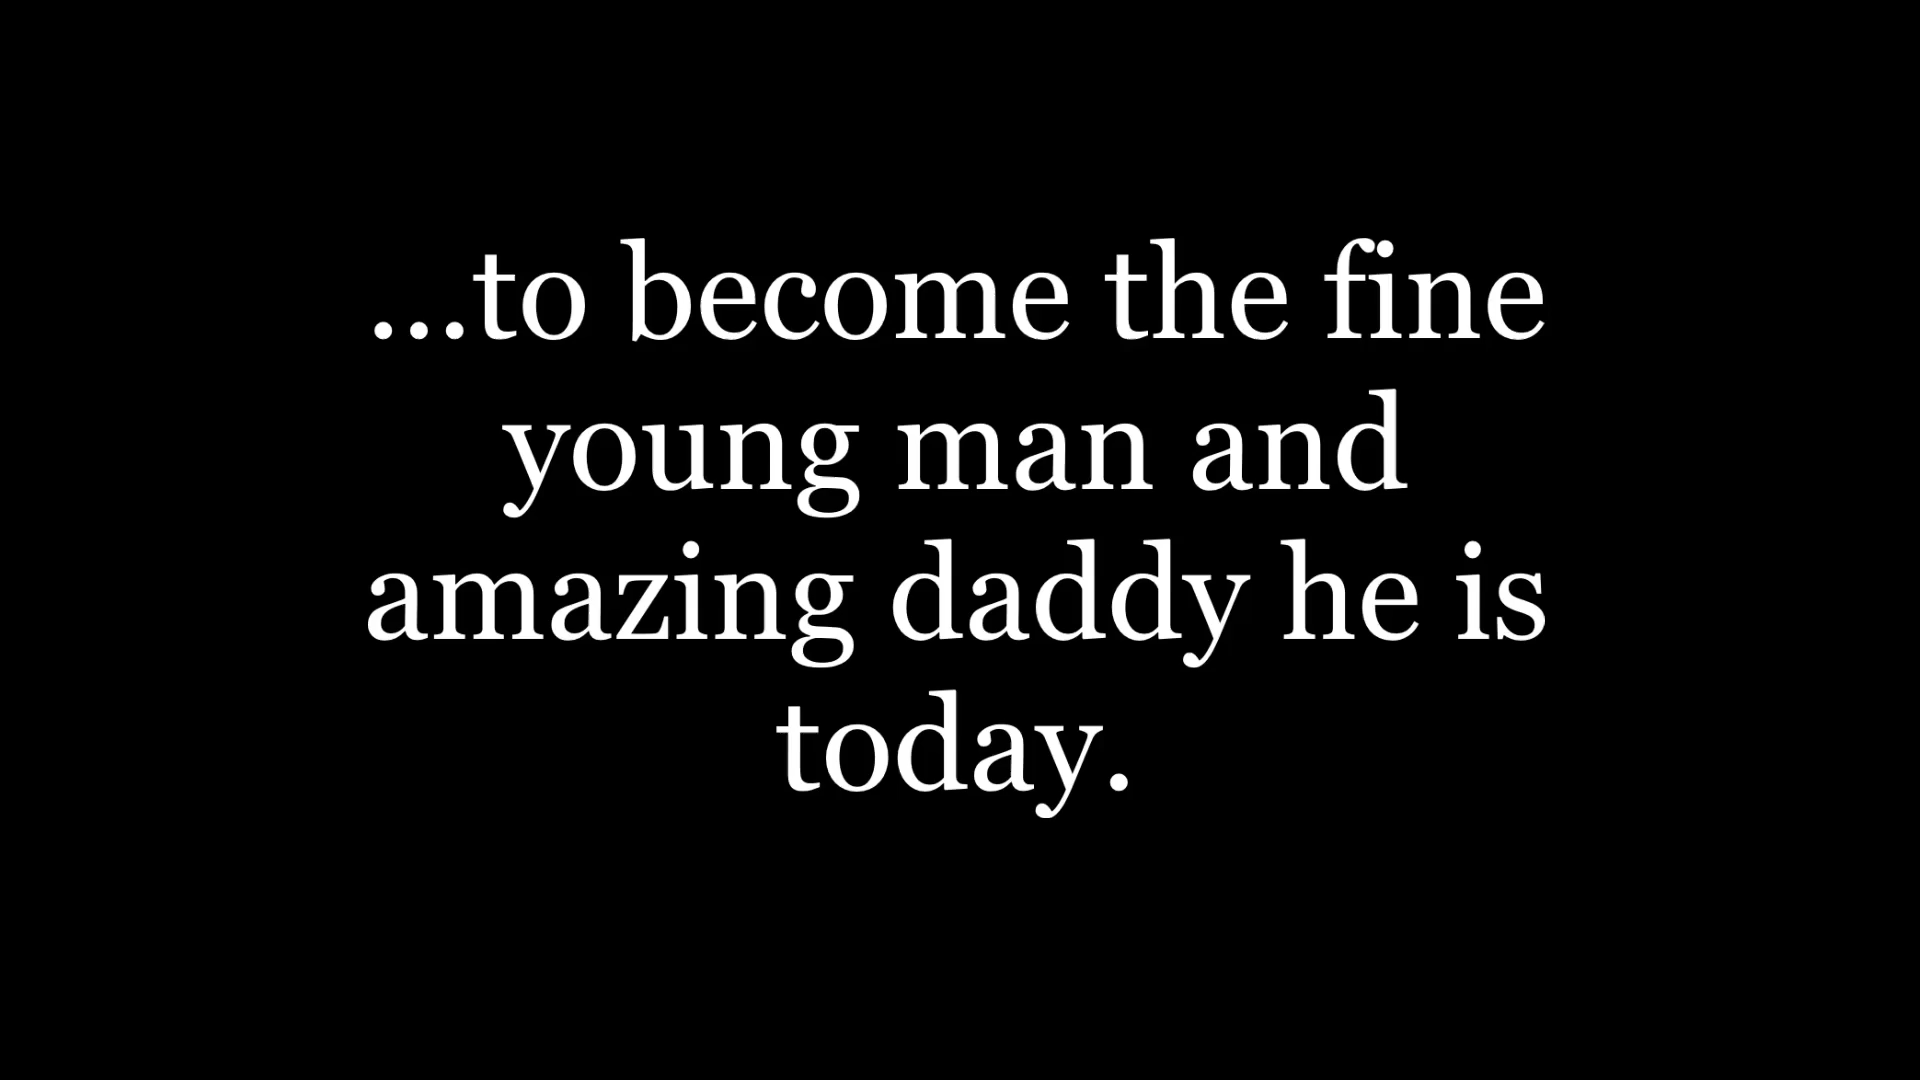 ...to become the fine
young man and
amazing daddy he is
today.